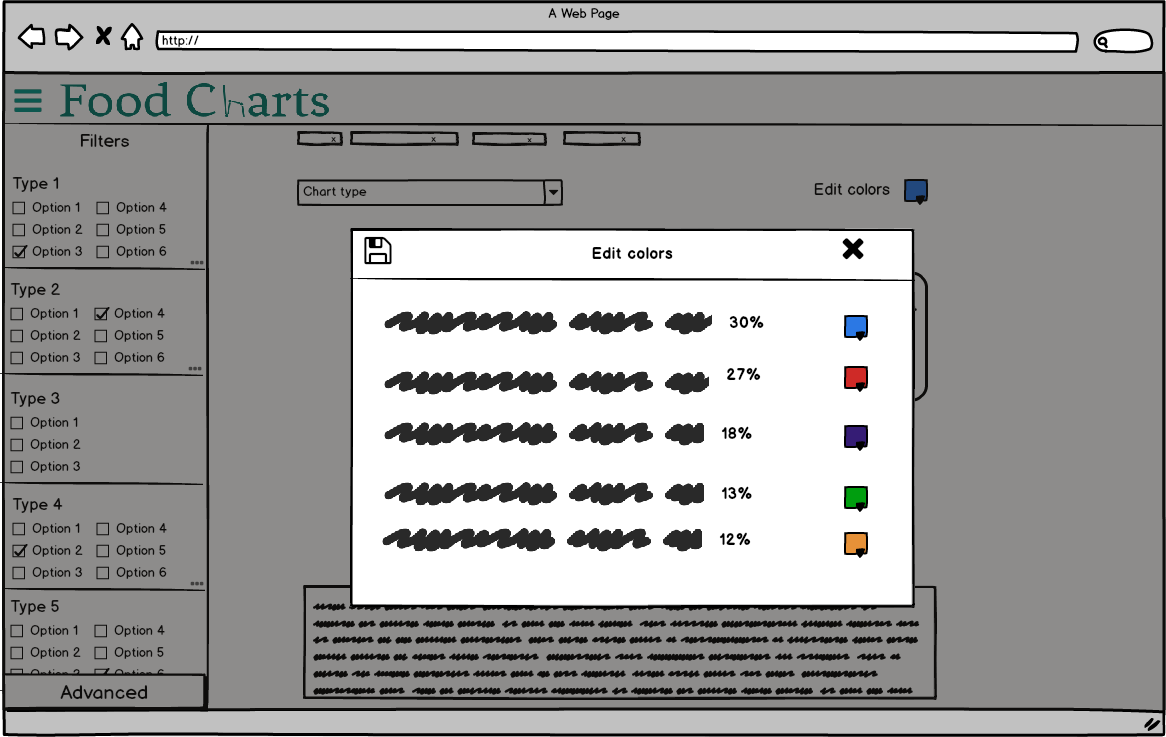 A Web Page
http://
Food Charts
Filters
Type 1
Option 1 Option 4
Option 2 Option 5
Option 3 Option 6
Type 2
Option 1 Option 4
Option 2 Option 5
Option 3 Option 6
Type 3
Option 1
Option 2
Option 3
Type 4
Option 1 Option 4
Option 2 Option 5
Option 3 Option 6
Type 5
Option 1 Option 4
Option 2 Option 5
Option 3 Option 6
Advanced
x x x x
Chart type
Edit colors
Edit colors
30%
27%
18%
13%
12%